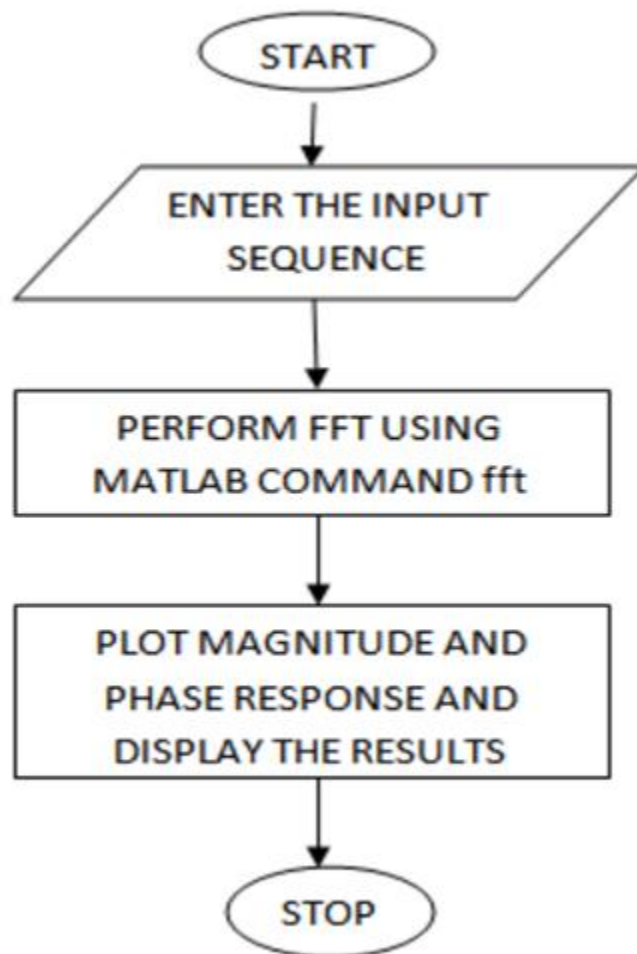 START
ENTER THE INPUT
SEQUENCE
PERFORM FFT USING
MATLAB COMMAND fft
PLOT MAGNITUDE AND
PHASE RESPONSE AND
DISPLAY THE RESULTS
STOP